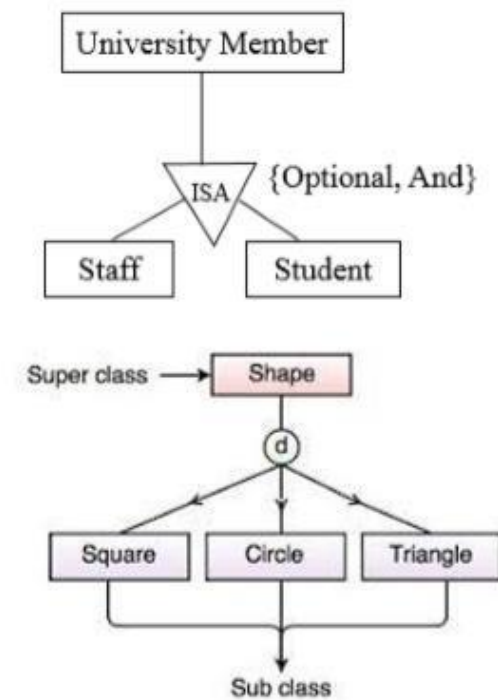 University Member
ISA {Optional, And}
Staff Student
Super class Shape
d
Square Circle Triangle
Sub class